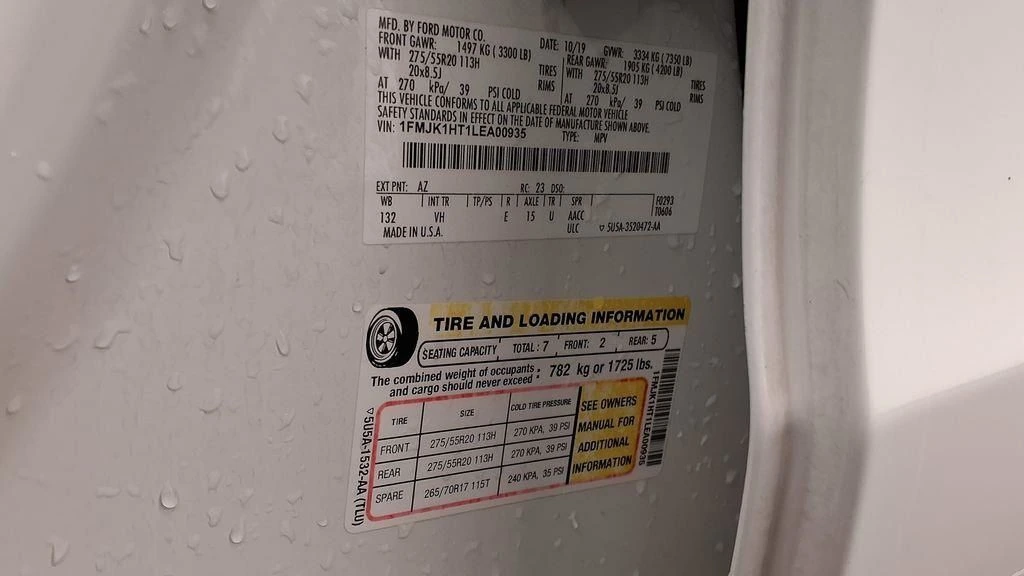 MFD. BY FORD MOTOR CO.
DATE: 10/19 GVWR: 3334 KG (7350 LB)
FRONT GAWR: 1497 KG (3300 LB) REAR GAWR: 1905 KG (4200 LB)
WITH 275/55R20 113H TIRES WITH 275/55R20 113H TIRES
20x8.5J RIMS 20x8.5J RIMS
AT 270 kPa/ 39 PSI COLD AT 270 kPa/ 39 PSI COLD
THIS VEHICLE CONFORMS TO ALL APPLICABLE FEDERAL MOTOR VEHICLE
SAFETY STANDARDS IN EFFECT ON THE DATE OF MANUFACTURE SHOWN ABOVE.
VIN: 1FMJK1HT1LEA00935 TYPE: MPV
EXT PNT: AZ RC: 23 DSO:
WB INT TR TP/PS R AXLE TR SPR F0293
132 VH E 15 U AACC T0606
MADE IN U.S.A. ULC ▽ 5U5A-3520472-AA
TIRE AND LOADING INFORMATION
SEATING CAPACITY TOTAL : 7 FRONT: 2 REAR: 5
The combined weight of occupants
and cargo should never exceed : 782 kg or 1725 lbs.
TIRE SIZE COLD TIRE PRESSURE
FRONT 275/55R20 113H 270 KPA, 39 PSI
REAR 275/55R20 113H 270 KPA, 39 PSI
SPARE 265/70R17 115T 240 KPA, 35 PSI
SEE OWNERS
MANUAL FOR
ADDITIONAL
INFORMATION
▽5U5A-1532-AA (TLU)